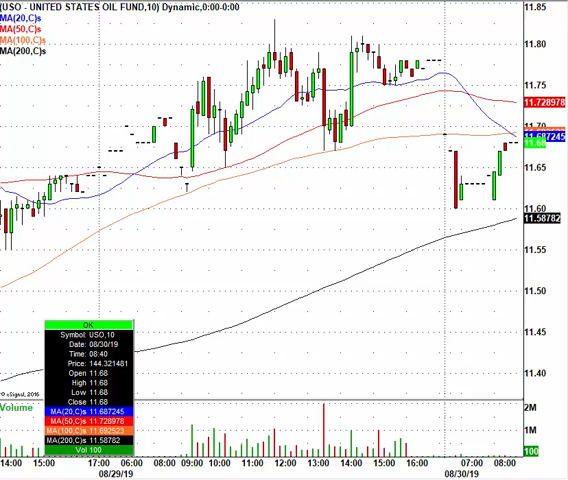 (USO - UNITED STATES OIL FUND,10) Dynamic,0:00-0:00
MA(20,C)s
MA(50,C)s
MA(100,C)s
MA(200,C)s
11.85
11.80
11.75
11.728978
11.70
11.687245
11.68
11.65
11.60
11.58782
11.55
11.50
11.45
11.40
OK
Symbol: USO,10
Date: 08/30/19
Time: 08:40
Price: 144.321481
Open 11.68
High 11.68
Low 11.68
Close 11.68
MA(20,C)s 11.687245
MA(50,C)s 11.728978
MA(100,C)s 11.692523
MA(200,C)s 11.58782
Vol 100
© eSignal, 2016
Volume
2M
1M
100
14:00 15:00 17:00 06:00 08:00 09:00 10:00 11:00 12:00 13:00 14:00 15:00 16:00 07:00 08:00
08/29/19 08/30/19